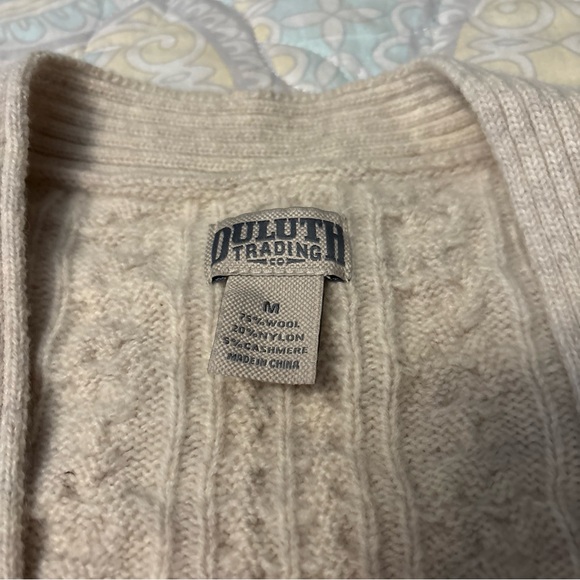 DULUTH
TRADING
CO
M
75% WOOL
20% NYLON
5% CASHMERE
MADE IN CHINA